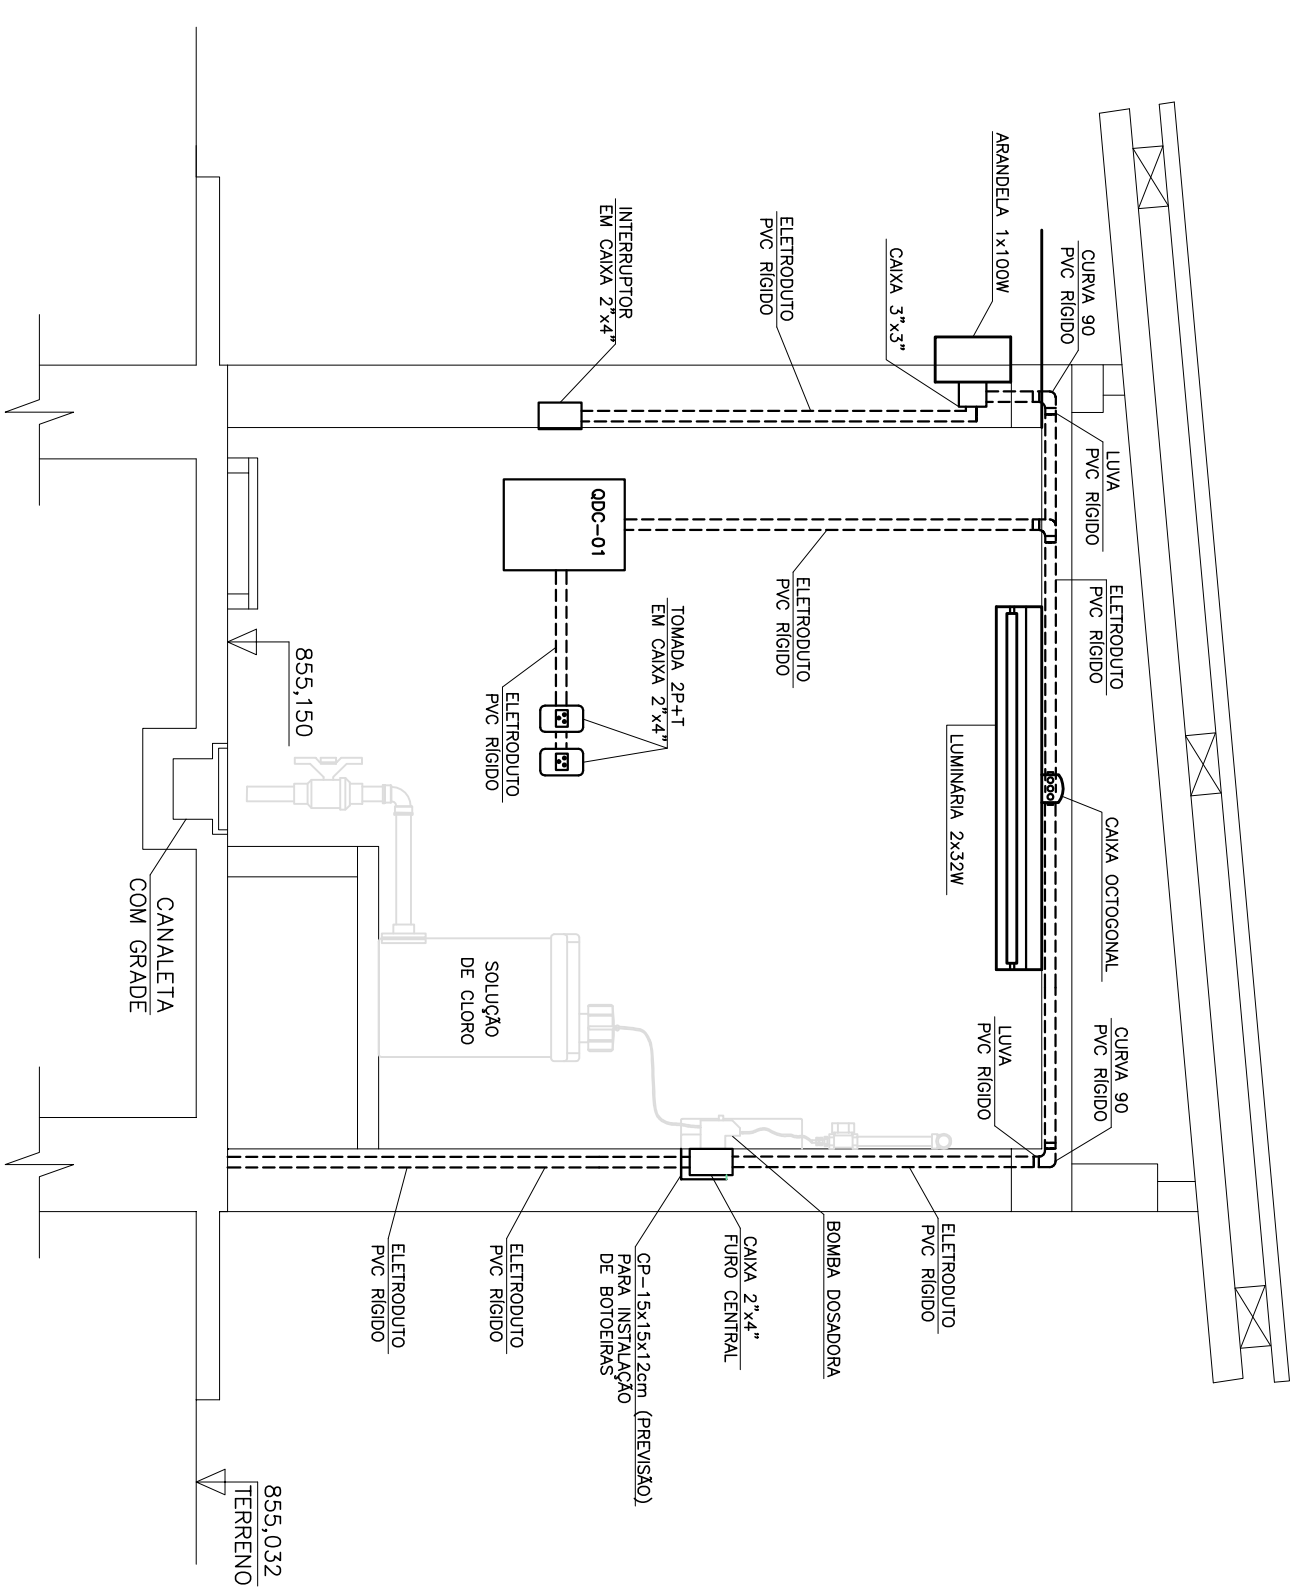 ARANDELA 1x100W
CURVA 90
PVC RÍGIDO
CAIXA 3"x3"
ELETRODUTO
PVC RÍGIDO
INTERRUPTOR
EM CAIXA 2"x4"
LUVA
PVC RÍGIDO
ELETRODUTO
PVC RÍGIDO
ELETRODUTO
PVC RÍGIDO
QDC-01
TOMADA 2P+T
EM CAIXA 2"x4"
ELETRODUTO
PVC RÍGIDO
LUMINÁRIA 2x32W
CAIXA OCTOGONAL
CURVA 90
PVC RÍGIDO
LUVA
PVC RÍGIDO
855,150
CANALETA
COM GRADE
SOLUÇÃO
DE CLORO
ELETRODUTO
PVC RÍGIDO
BOMBA DOSADORA
CAIXA 2"x4"
FURO CENTRAL
CP-15x15x12cm (PREVISÃO)
PARA INSTALAÇÃO
DE BOTOEIRAS
ELETRODUTO
PVC RÍGIDO
ELETRODUTO
PVC RÍGIDO
855,032
TERRENO